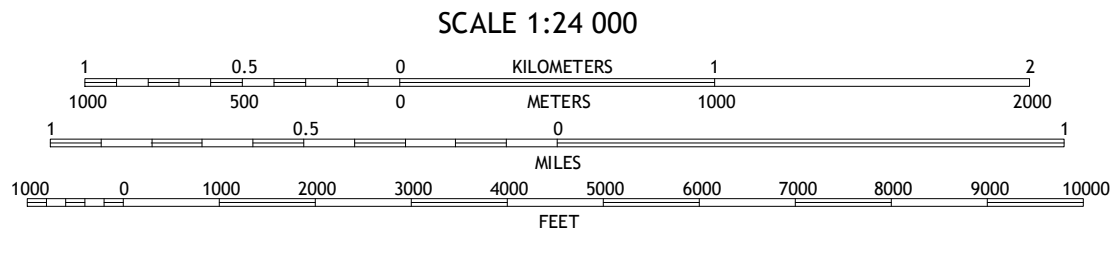 SCALE 1:24 000
1 0.5 0 KILOMETERS 1 2
1000 500 0 METERS 1000 2000
1 0.5 0 1
MILES
1000 0 1000 2000 3000 4000 5000 6000 7000 8000 9000 10000
FEET